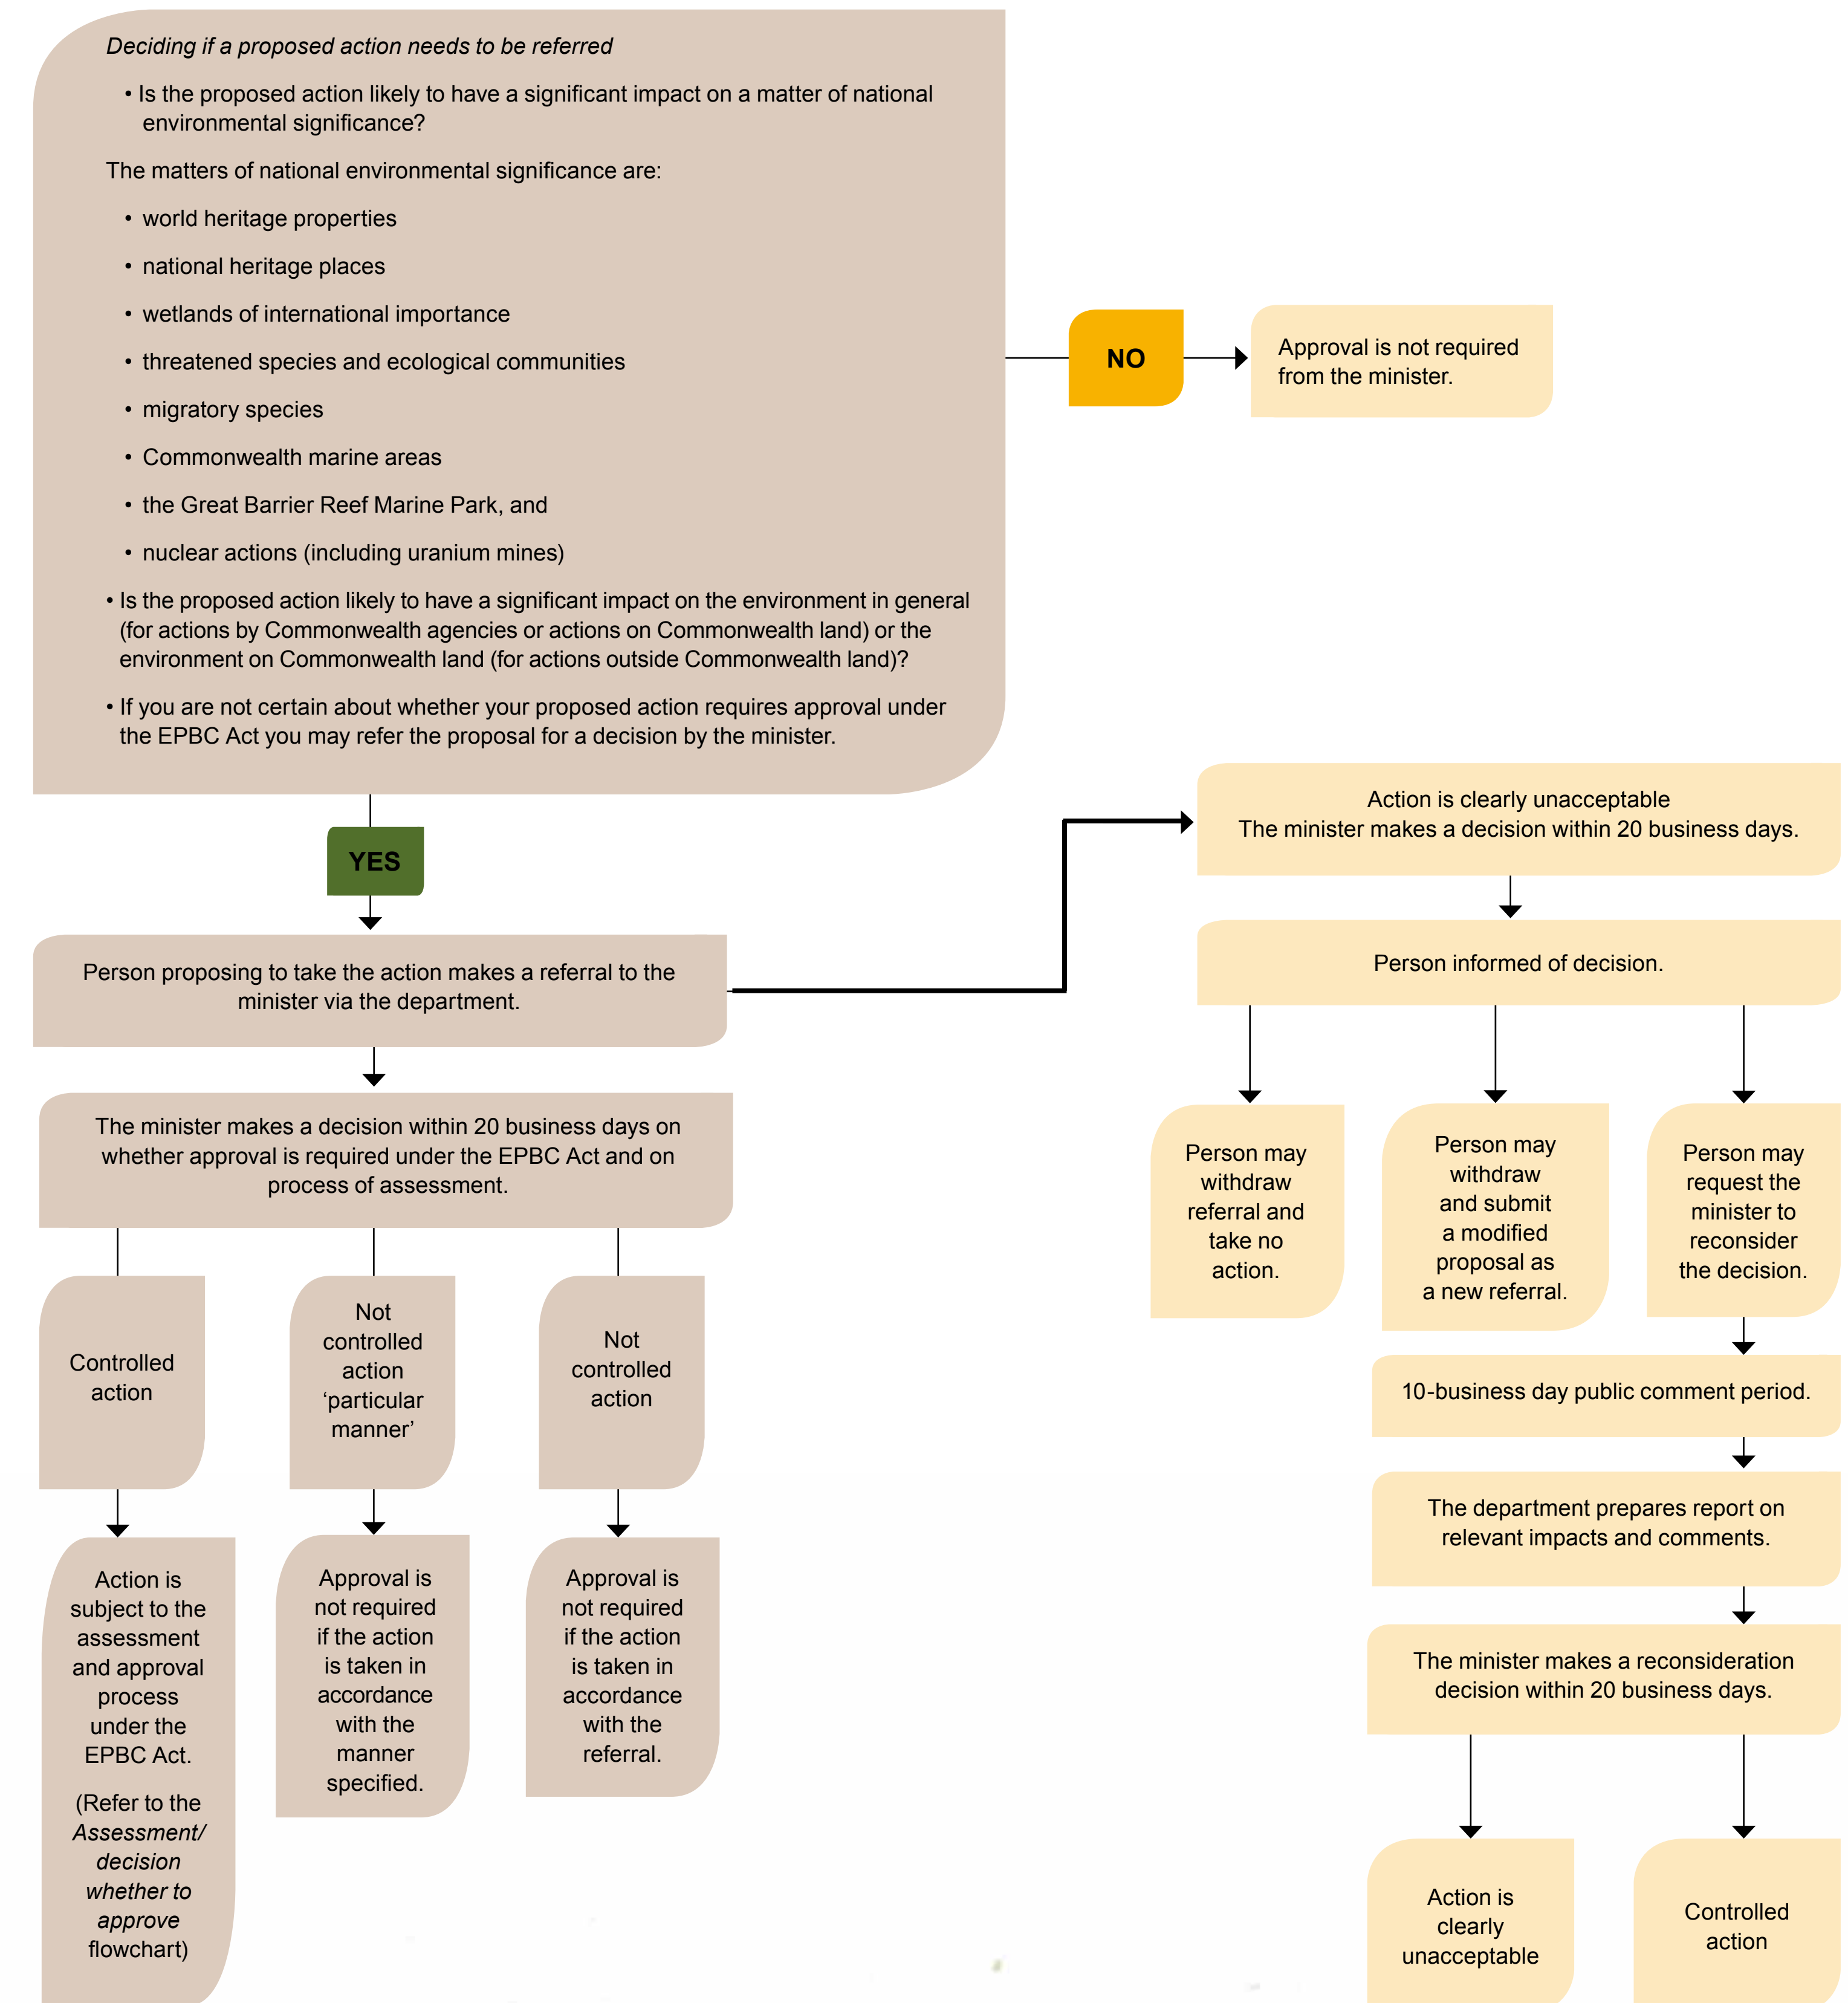 Deciding if a proposed action needs to be referred
• Is the proposed action likely to have a significant impact on a matter of national
environmental significance?
The matters of national environmental significance are:
• world heritage properties
• national heritage places
• wetlands of international importance
• threatened species and ecological communities
• migratory species
• Commonwealth marine areas
• the Great Barrier Reef Marine Park, and
• nuclear actions (including uranium mines)
• Is the proposed action likely to have a significant impact on the environment in general
(for actions by Commonwealth agencies or actions on Commonwealth land) or the
environment on Commonwealth land (for actions outside Commonwealth land)?
• If you are not certain about whether your proposed action requires approval under
the EPBC Act you may refer the proposal for a decision by the minister.
NO
Approval is not required
from the minister.
YES
Person proposing to take the action makes a referral to the
minister via the department.
The minister makes a decision within 20 business days on
whether approval is required under the EPBC Act and on
process of assessment.
Controlled
action
Not
controlled
action
‘particular
manner’
Not
controlled
action
Action is
subject to the
assessment
and approval
process
under the
EPBC Act.
(Refer to the
Assessment/
decision
whether to
approve
flowchart)
Approval is
not required
if the action
is taken in
accordance
with the
manner
specified.
Approval is
not required
if the action
is taken in
accordance
with the
referral.
Action is clearly unacceptable
The minister makes a decision within 20 business days.
Person informed of decision.
Person may
withdraw
referral and
take no
action.
Person may
withdraw
and submit
a modified
proposal as
a new referral.
Person may
request the
minister to
reconsider
the decision.
10-business day public comment period.
The department prepares report on
relevant impacts and comments.
The minister makes a reconsideration
decision within 20 business days.
Action is
clearly
unacceptable
Controlled
action